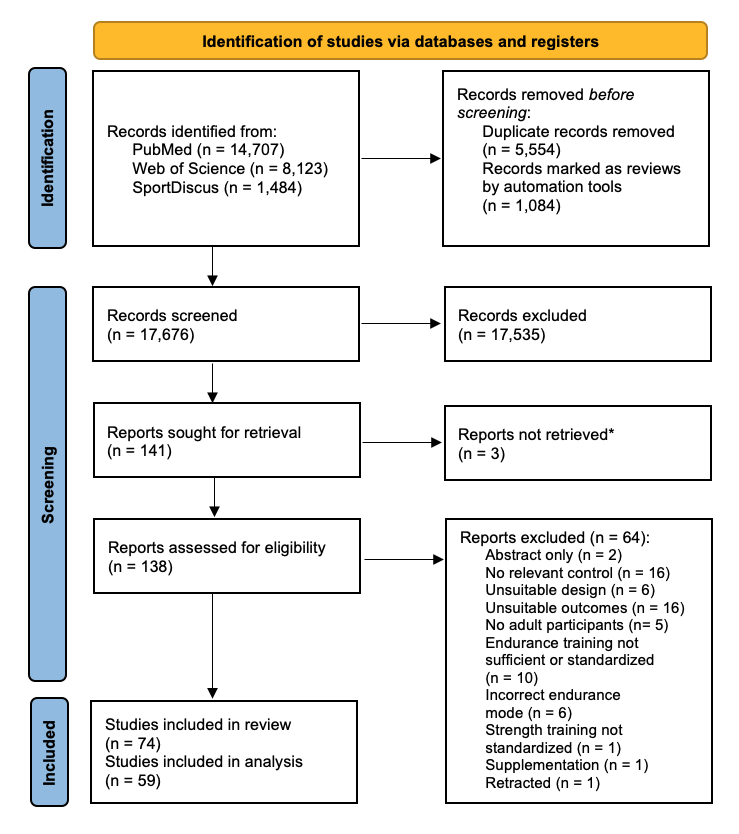 Identification of studies via databases and registers
Identification
Records identified from:
PubMed (n = 14,707)
Web of Science (n = 8,123)
SportDiscus (n = 1,484)
Records removed before
screening:
Duplicate records removed
(n = 5,554)
Records marked as reviews
by automation tools
(n = 1,084)
Screening
Records screened
(n = 17,676)
Records excluded
(n = 17,535)
Reports sought for retrieval
(n = 141)
Reports not retrieved*
(n = 3)
Reports assessed for eligibility
(n = 138)
Reports excluded (n = 64):
Abstract only (n = 2)
No relevant control (n = 16)
Unsuitable design (n = 6)
Unsuitable outcomes (n = 16)
No adult participants (n= 5)
Endurance training not
sufficient or standardized
(n = 10)
Incorrect endurance
mode (n = 6)
Strength training not
standardized (n = 1)
Supplementation (n = 1)
Retracted (n = 1)
Included
Studies included in review
(n = 74)
Studies included in analysis
(n = 59)